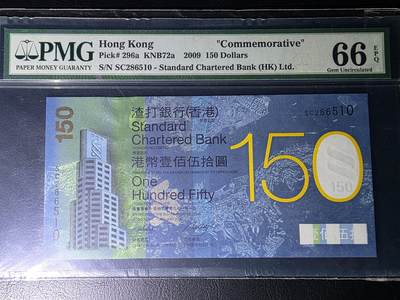 PMG
PAPER MONEY GUARANTY
Hong Kong "Commemorative"
Pick# 296a KNB72a 2009 150 Dollars
S/N SC286510 - Standard Chartered Bank (HK) Ltd.
66 EPQ
Gem Uncirculated
150
渣打銀行(香港)
Standard
Chartered Bank
港幣壹佰伍拾圓
One
Hundred Fifty
SC286510
150
150